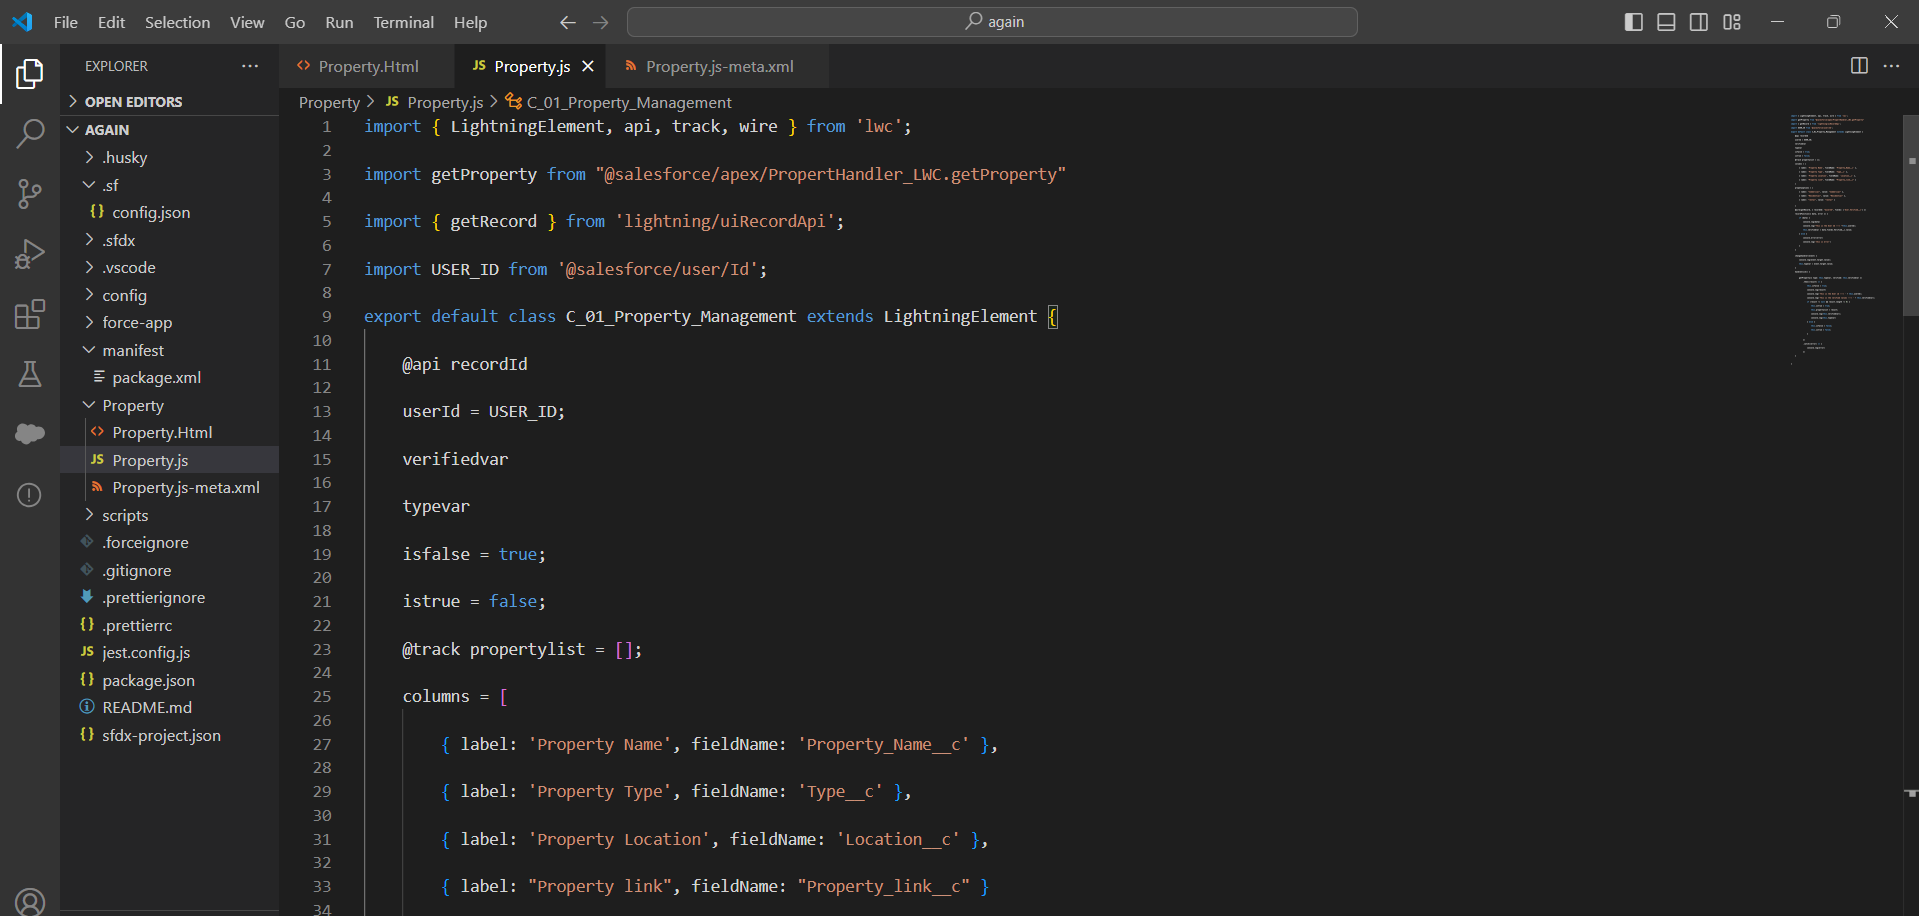 File Edit Selection View Go Run Terminal Help
again
EXPLORER
OPEN EDITORS
AGAIN
.husky
.sf
{} config.json
.sfdx
.vscode
config
force-app
manifest
package.xml
Property
<> Property.Html
JS Property.js
Property.js-meta.xml
scripts
.forceignore
.gitignore
.prettierignore
{} .prettierrc
JS jest.config.js
{} package.json
README.md
{} sfdx-project.json
<> Property.Html JS Property.js Property.js-meta.xml
Property > JS Property.js > C_01_Property_Management
1 import { LightningElement, api, track, wire } from 'lwc';
2
3 import getProperty from "@salesforce/apex/PropertHandler_LWC.getProperty"
4
5 import { getRecord } from 'lightning/uiRecordApi';
6
7 import USER_ID from '@salesforce/user/Id';
8
9 export default class C_01_Property_Management extends LightningElement {
10
11 @api recordId
12
13 userId = USER_ID;
14
15 verifiedvar
16
17 typevar
18
19 isfalse = true;
20
21 istrue = false;
22
23 @track propertylist = [];
24
25 columns = [
26
27 { label: 'Property Name', fieldName: 'Property_Name__c' },
28
29 { label: 'Property Type', fieldName: 'Type__c' },
30
31 { label: 'Property Location', fieldName: 'Location__c' },
32
33 { label: "Property link", fieldName: "Property_link__c" }
34